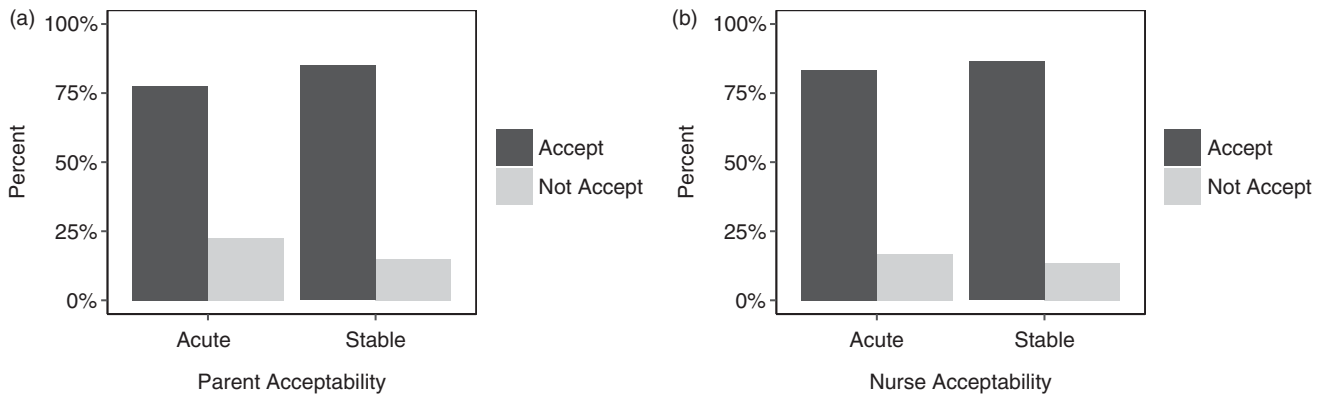 (a)
100%
75%
50%
25%
0%
Percent
Acute
Stable
Parent Acceptability
Accept
Not Accept
(b)
100%
75%
50%
25%
0%
Percent
Acute
Stable
Nurse Acceptability
Accept
Not Accept